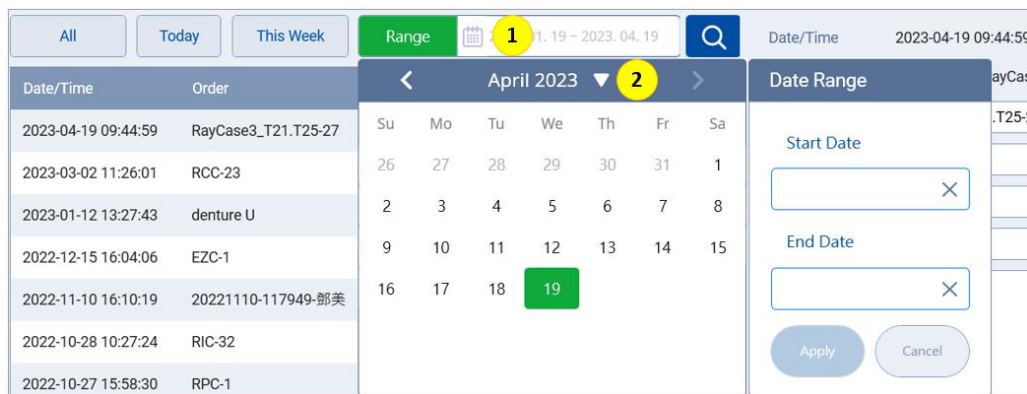 All Today This Week Range 1 01. 19 ~ 2023. 04. 19 Date/Time 2023-04-19 09:44:59
Date/Time Order
2023-04-19 09:44:59 RayCase3_T21.T25-27
2023-03-02 11:26:01 RCC-23
2023-01-12 13:27:43 denture U
2022-12-15 16:04:06 EZC-1
2022-11-10 16:10:19 20221110-117949-鄧美
2022-10-28 10:27:24 RIC-32
2022-10-27 15:58:30 RPC-1
April 2023 2
Su Mo Tu We Th Fr Sa
26 27 28 29 30 31 1
2 3 4 5 6 7 8
9 10 11 12 13 14 15
16 17 18 19
Date Range
Start Date
End Date
Apply Cancel